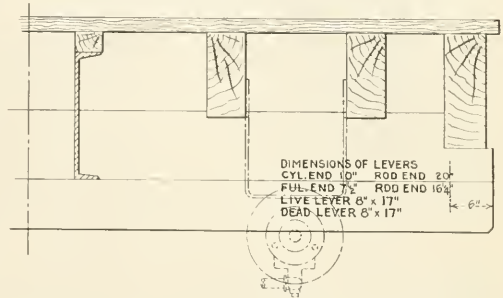 DIMENSIONS OF LEVERS
CYL. END 10" ROD END 20"
FUL. END 7½" ROD END 16¼"
LIVE LEVER 8" x 17"
DEAD LEVER 8" x 17"
6"